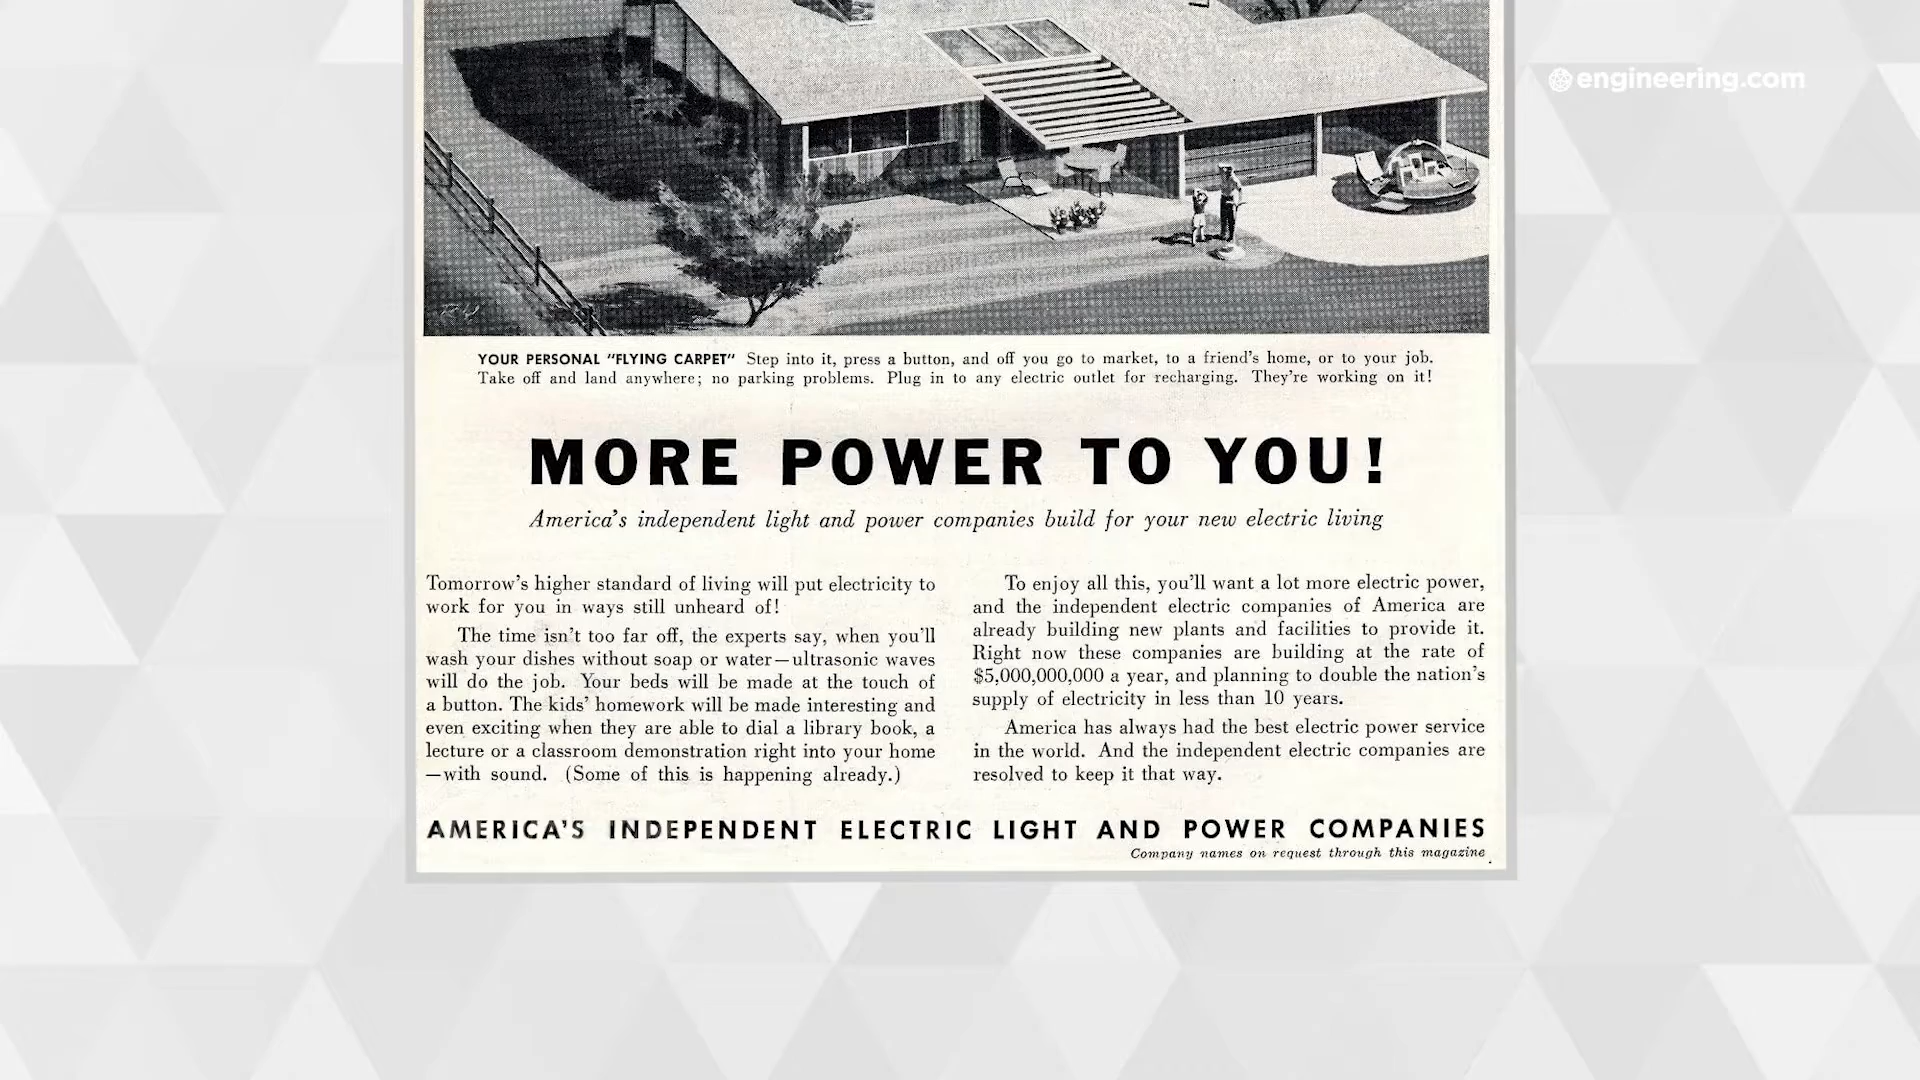 engineering.com
YOUR PERSONAL "FLYING CARPET" Step into it, press a button, and off you go to market, to a friend's home, or to your job.
Take off and land anywhere; no parking problems. Plug in to any electric outlet for recharging. They're working on it!
MORE POWER TO YOU!
America's independent light and power companies build for your new electric living
Tomorrow's higher standard of living will put electricity to
work for you in ways still unheard of!
The time isn't too far off, the experts say, when you'll
wash your dishes without soap or water—ultrasonic waves
will do the job. Your beds will be made at the touch of
a button. The kids' homework will be made interesting and
even exciting when they are able to dial a library book, a
lecture or a classroom demonstration right into your home
—with sound. (Some of this is happening already.)
To enjoy all this, you'll want a lot more electric power,
and the independent electric companies of America are
already building new plants and facilities to provide it.
Right now these companies are building at the rate of
$5,000,000,000 a year, and planning to double the nation's
supply of electricity in less than 10 years.
America has always had the best electric power service
in the world. And the independent electric companies are
resolved to keep it that way.
AMERICA'S INDEPENDENT ELECTRIC LIGHT AND POWER COMPANIES
Company names on request through this magazine